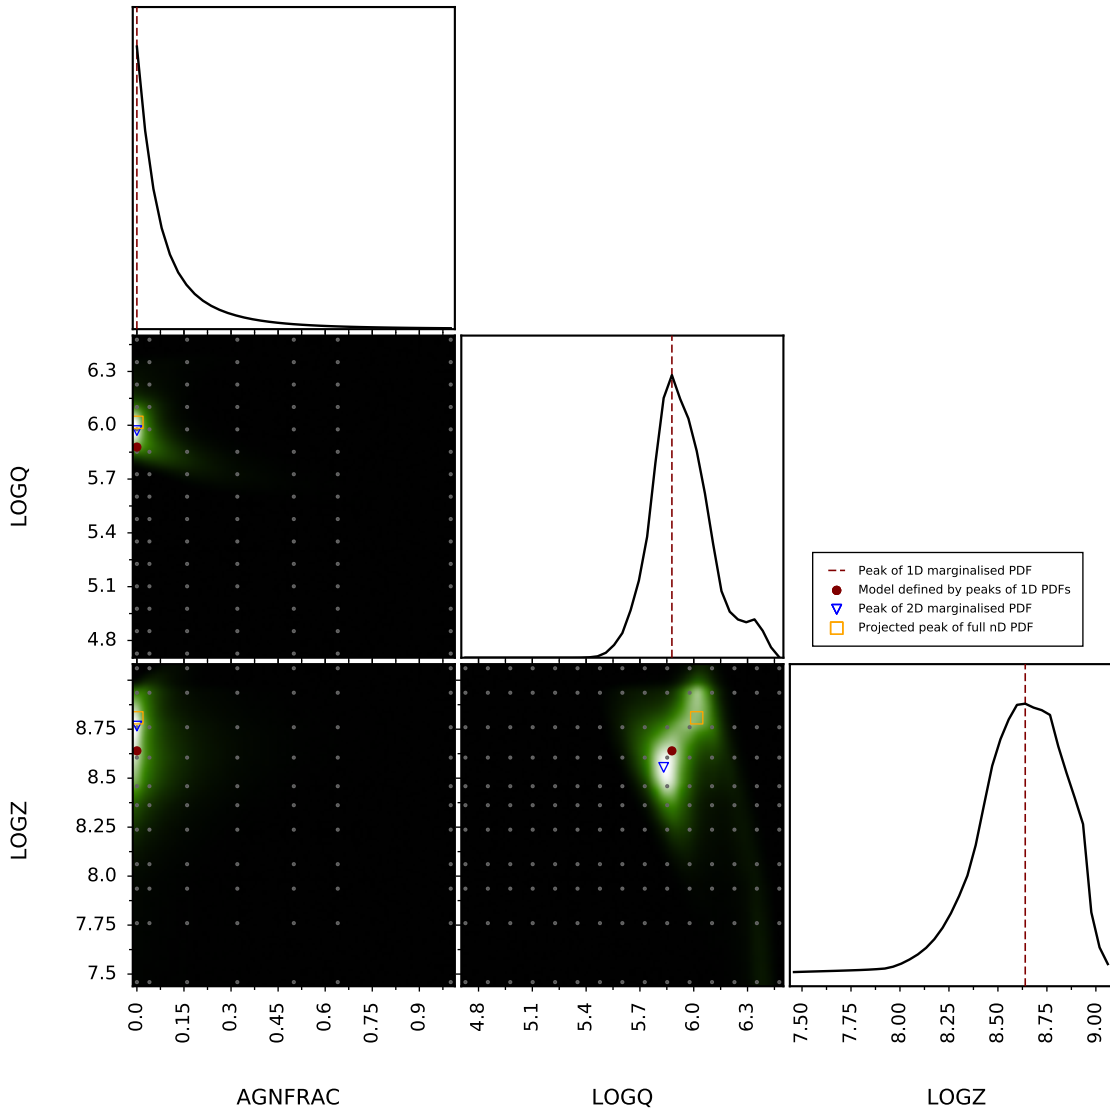 6.3
6.0
5.7
5.4
5.1
4.8
LOGQ
Peak of 1D marginalised PDF
Model defined by peaks of 1D PDFs
Peak of 2D marginalised PDF
Projected peak of full nD PDF
8.75
8.5
8.25
8.0
7.75
7.5
LOGZ
0.0 0.15 0.3 0.45 0.6 0.75 0.9
4.8 5.1 5.4 5.7 6.0 6.3
7.50 7.75 8.00 8.25 8.50 8.75 9.00
AGNFRAC LOGQ LOGZ